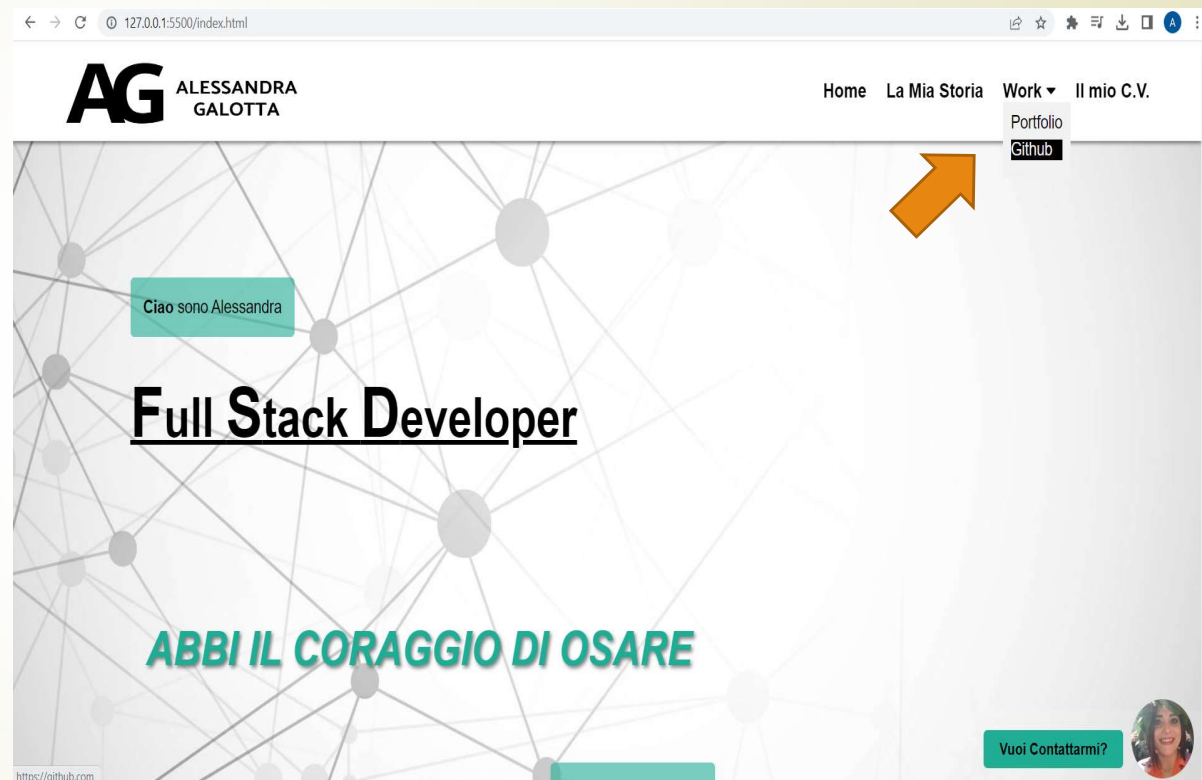 127.0.0.1:5500/index.html
A
AG
ALESSANDRA
GALOTTA
Home La Mia Storia Work ▾ Il mio C.V.
Portfolio
Github
Ciao sono Alessandra
Full Stack Developer
ABBI IL CORAGGIO DI OSARE
Vuoi Contattarmi?
https://github.com